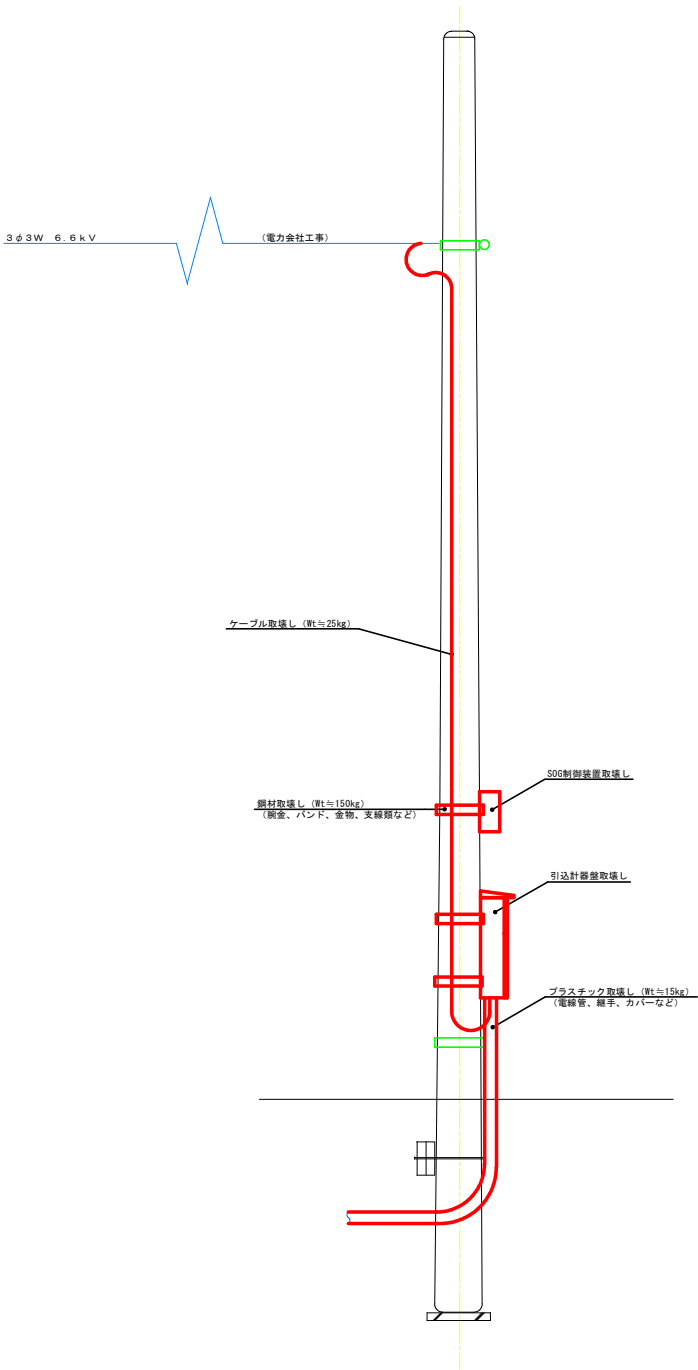 3φ3W 6.6kV
(電力会社工事)
ケーブル取壊し (Wt≒25kg)
SOG制御装置取壊し
鋼材取壊し (Wt≒150kg)
(腕金、バンド、金物、支線類など)
引込計器盤取壊し
プラスチック取壊し (Wt≒15kg)
(電線管、継手、カバーなど)